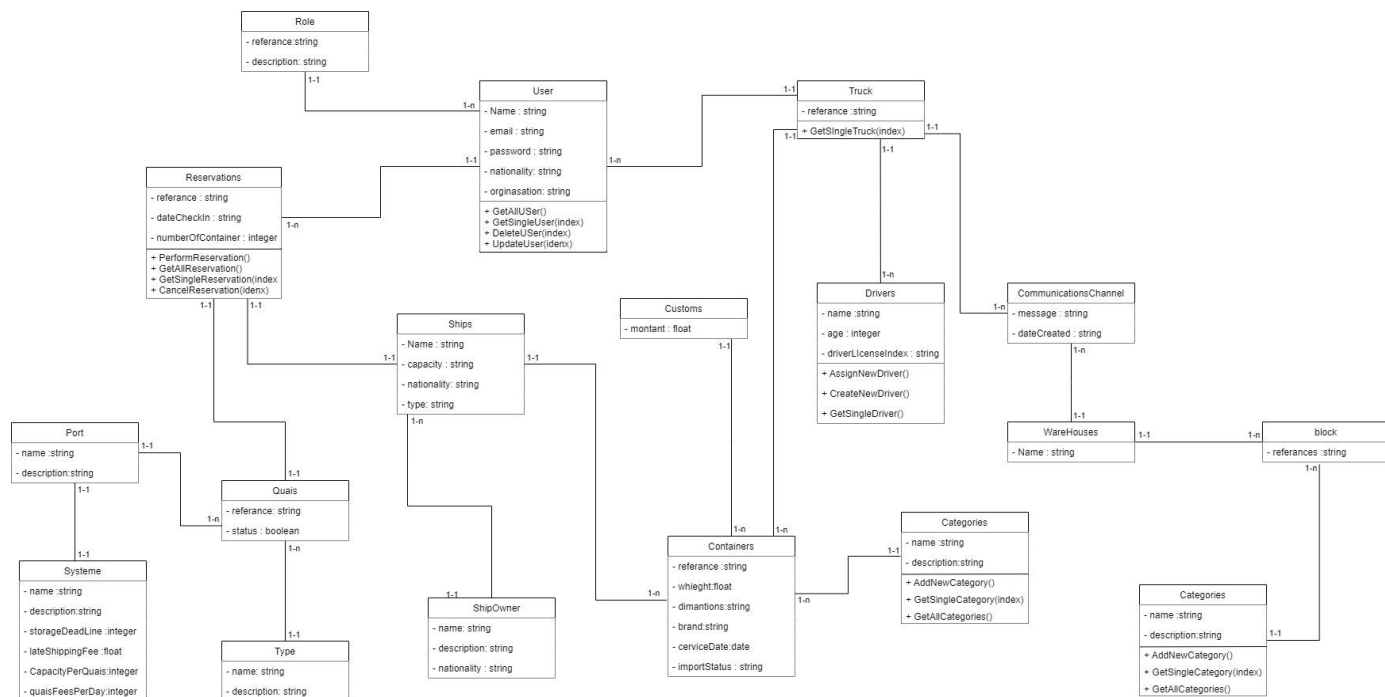 Role
- referance:string
- description: string
1-1
1-n
User
- Name : string
- email : string
- password : string
- nationality: string
- orginasation: string
+ GetAllUSer()
+ GetSingleUser(index)
+ DeleteUSer(index)
+ UpdateUser(idenx)
1-1
1-n
1-1
Truck
- referance :string
+ GetSIngleTruck(index)
1-1
1-1
1-1
Reservations
- referance : string
- dateCheckIn : string
- numberOfContainer : integer
+ PerformReservation()
+ GetAllReservation()
+ GetSingleReservation(index
+ CancelReservation(idenx)
1-n
1-1
1-1
1-n
Drivers
- name :string
- age : integer
- driverLIcenseIndex : string
+ AssignNewDriver()
+ CreateNewDriver()
+ GetSingleDriver()
1-n
CommunicationsChannel
- message : string
- dateCreated : string
1-n
Customs
- montant : float
1-1
Ships
- Name : string
- capacity : string
- nationality: string
- type: string
1-1
1-1
1-n
Port
- name :string
- description:string
1-1
1-1
1-1
WareHouses
- Name : string
1-1
1-n
block
- referances :string
1-n
1-1
Quais
- referance: string
- status : boolean
1-n
1-n
1-1
Systeme
- name :string
- description:string
- storageDeadLine :integer
- lateShippingFee :float
- CapacityPerQuais:integer
- quaisFeesPerDay:integer
1-1
Type
- name: string
- description: string
1-1
ShipOwner
- name: string
- description: string
- nationality : string
1-n
1-n
Containers
- referance :string
- whieght:float
- dimantions:string
- brand:string
- cerviceDate:date
- importStatus : string
1-n
1-n
1-1
Categories
- name :string
- description:string
+ AddNewCategory()
+ GetSingleCategory(index)
+ GetAllCategories()
Categories
- name :string
- description:string
+ AddNewCategory()
+ GetSingleCategory(index)
+ GetAllCategories()
1-1